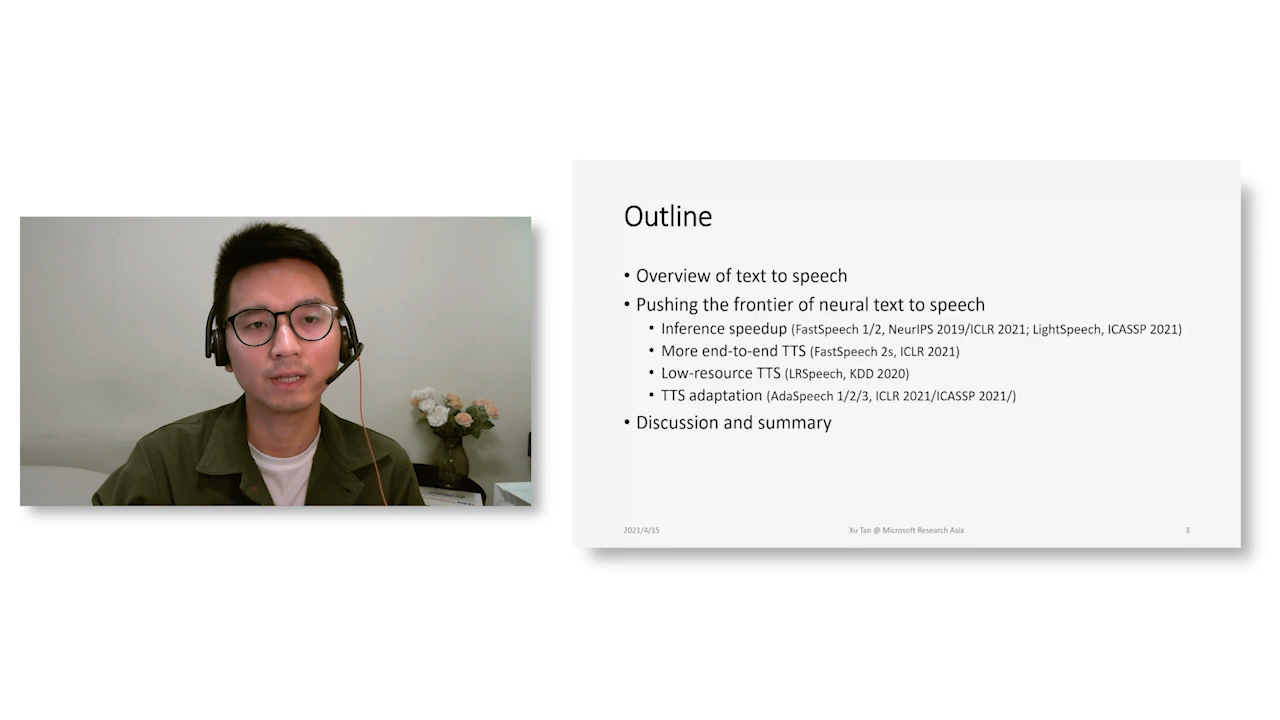 Outline
• Overview of text to speech
• Pushing the frontier of neural text to speech
• Inference speedup (FastSpeech 1/2, NeurIPS 2019/ICLR 2021; LightSpeech, ICASSP 2021)
• More end-to-end TTS (FastSpeech 2s, ICLR 2021)
• Low-resource TTS (LRSpeech, KDD 2020)
• TTS adaptation (AdaSpeech 1/2/3, ICLR 2021/ICASSP 2021/)
• Discussion and summary
2021/4/15
Xu Tan @ Microsoft Research Asia
3